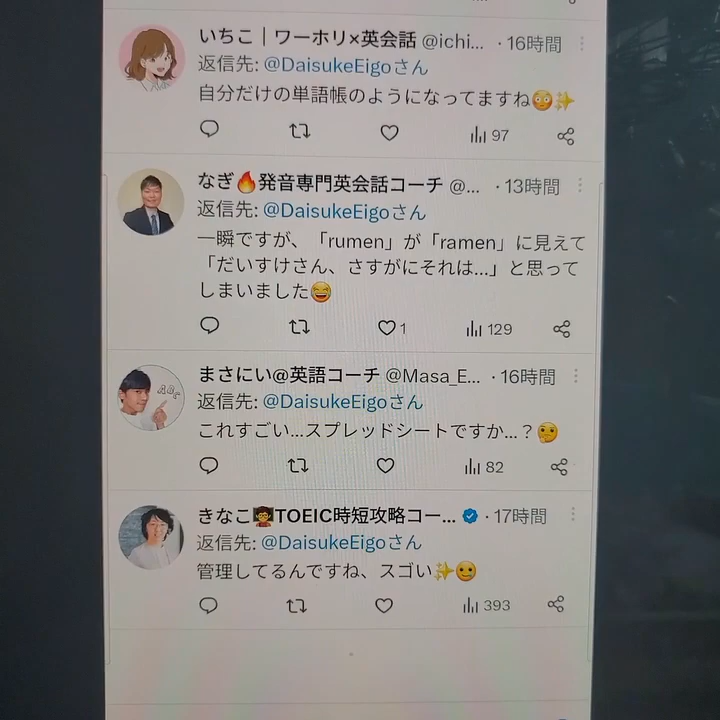 いちこ｜ワーホリ×英会話 @ichi... ・16時間
返信先: @DaisukeEigoさん
自分だけの単語帳のようになってますね😳✨
97
なぎ🔥発音専門英会話コーチ @... ・13時間
返信先: @DaisukeEigoさん
一瞬ですが、「rumen」が「ramen」に見えて
「だいすけさん、さすがにそれは...」と思って
しまいました😆
1 129
まさにい@英語コーチ @Masa_E... ・16時間
返信先: @DaisukeEigoさん
これすごい...スプレッドシートですか...？🤔
82
きなこ👩‍🏫TOEIC時短攻略コー... ・17時間
返信先: @DaisukeEigoさん
管理してるんですね、スゴい✨🙂
393